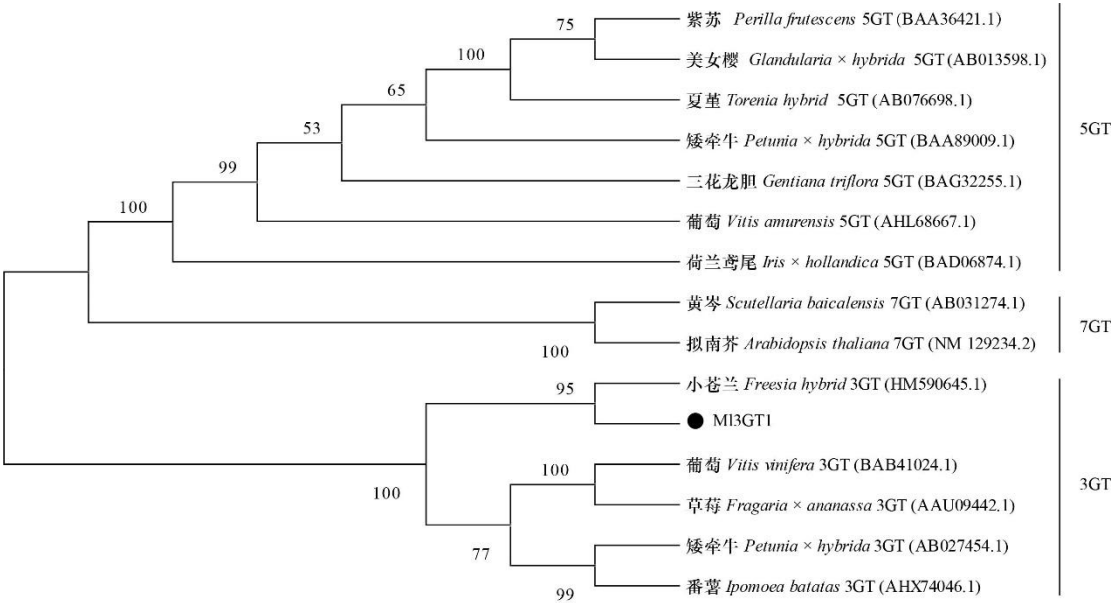 75
紫苏 Perilla frutescens 5GT (BAA36421.1)
100
美女樱 Glandularia × hybrida 5GT (AB013598.1)
65
夏堇 Torenia hybrid 5GT (AB076698.1)
53
矮牵牛 Petunia × hybrida 5GT (BAA89009.1)
5GT
99
三花龙胆 Gentiana triflora 5GT (BAG32255.1)
100
葡萄 Vitis amurensis 5GT (AHL68667.1)
荷兰鸢尾 Iris × hollandica 5GT (BAD06874.1)
黄岑 Scutellaria baicalensis 7GT (AB031274.1)
7GT
100
拟南芥 Arabidopsis thaliana 7GT (NM 129234.2)
95
小苍兰 Freesia hybrid 3GT (HM590645.1)
Ml3GT1
100
葡萄 Vitis vinifera 3GT (BAB41024.1)
3GT
100
草莓 Fragaria × ananassa 3GT (AAU09442.1)
77
矮牵牛 Petunia × hybrida 3GT (AB027454.1)
99
番薯 Ipomoea batatas 3GT (AHX74046.1)